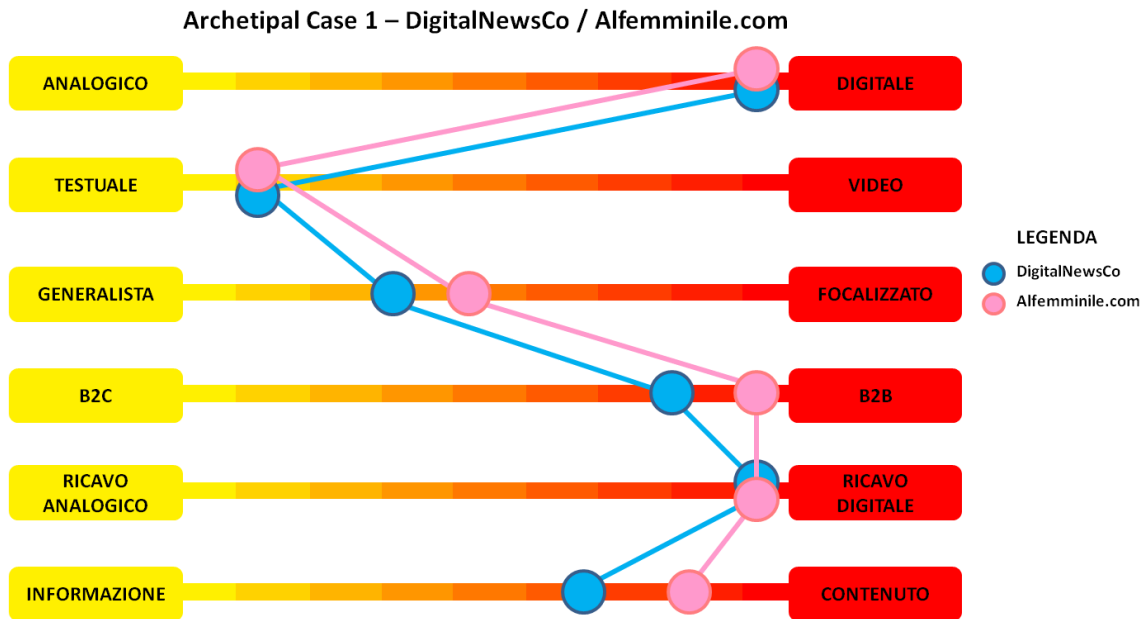 Archetipal Case 1 – DigitalNewsCo / Alfemminile.com
ANALOGICO
DIGITALE
TESTUALE
VIDEO
LEGENDA
DigitalNewsCo
Alfemminile.com
GENERALISTA
FOCALIZZATO
B2C
B2B
RICAVO
ANALOGICO
RICAVO
DIGITALE
INFORMAZIONE
CONTENUTO